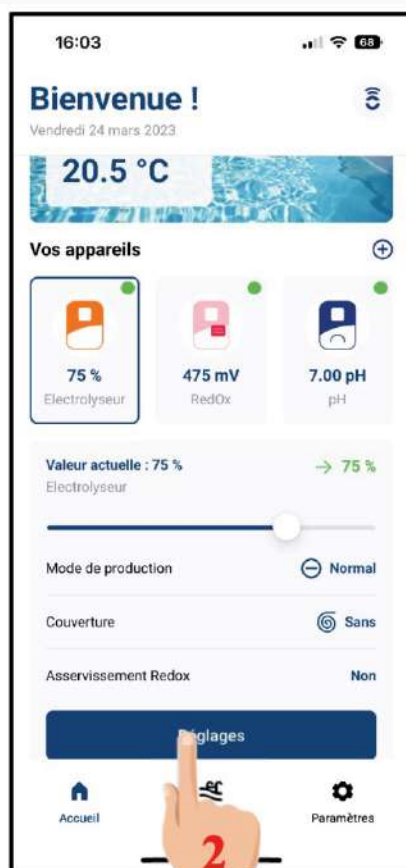 16:03 68
Bienvenue !
Vendredi 24 mars 2023
20.5 °C
Vos appareils
75 % 475 mV 7.00 pH
Electrolyseur RedOx pH
Valeur actuelle : 75 % → 75 %
Electrolyseur
Mode de production Normal
Couverture Sans
Asservissement Redox Non
Réglages
Accueil Paramètres
2